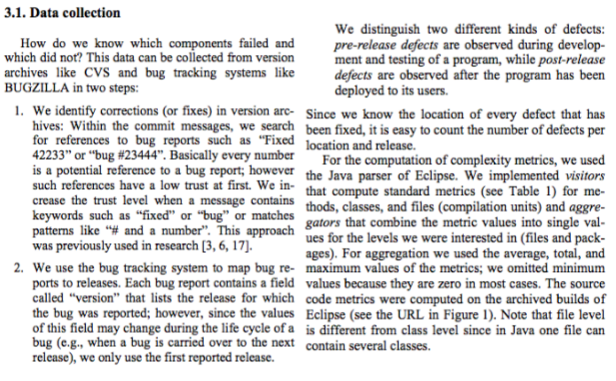 3.1. Data collection
How do we know which components failed and
which did not? This data can be collected from version
archives like CVS and bug tracking systems like
BUGZILLA in two steps:
1. We identify corrections (or fixes) in version arc-
hives: Within the commit messages, we search
for references to bug reports such as “Fixed
42233” or “bug #23444”. Basically every number
is a potential reference to a bug report; however
such references have a low trust at first. We in-
crease the trust level when a message contains
keywords such as “fixed” or “bug” or matches
patterns like “# and a number”. This approach
was previously used in research [3, 6, 17].
2. We use the bug tracking system to map bug re-
ports to releases. Each bug report contains a field
called “version” that lists the release for which
the bug was reported; however, since the values
of this field may change during the life cycle of a
bug (e.g., when a bug is carried over to the next
release), we only use the first reported release.
We distinguish two different kinds of defects:
pre-release defects are observed during develop-
ment and testing of a program, while post-release
defects are observed after the program has been
deployed to its users.
Since we know the location of every defect that has
been fixed, it is easy to count the number of defects per
location and release.
For the computation of complexity metrics, we used
the Java parser of Eclipse. We implemented visitors
that compute standard metrics (see Table 1) for me-
thods, classes, and files (compilation units) and aggre-
gators that combine the metric values into single val-
ues for the levels we were interested in (files and pack-
ages). For aggregation we used the average, total, and
maximum values of the metrics; we omitted minimum
values because they are zero in most cases. The source
code metrics were computed on the archived builds of
Eclipse (see the URL in Figure 1). Note that file level
is different from class level since in Java one file can
contain several classes.